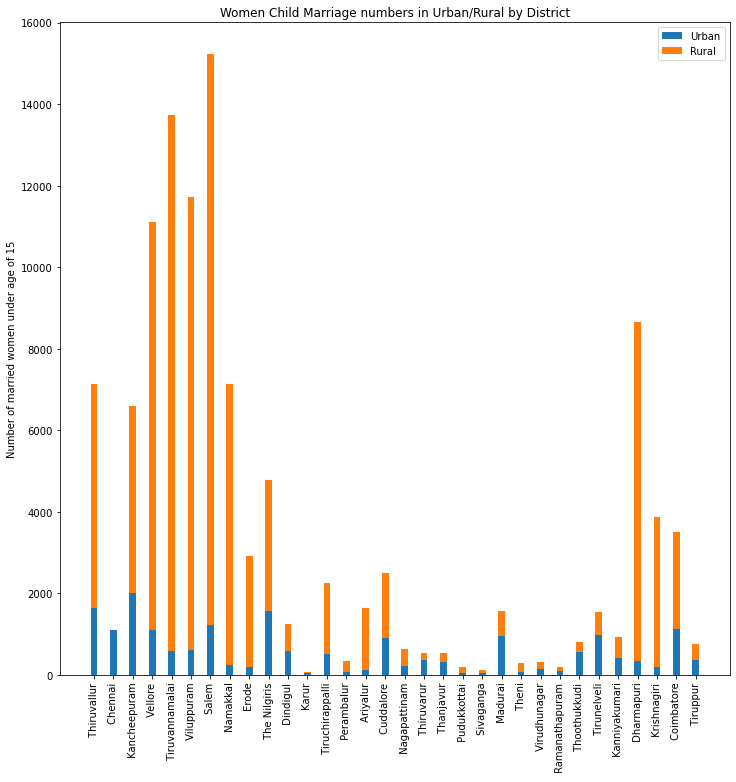 Women Child Marriage numbers in Urban/Rural by District
Urban
Rural
Number of married women under age of 15
16000
14000
12000
10000
8000
6000
4000
2000
0
Thiruvallur
Chennai
Kancheepuram
Vellore
Tiruvannamalai
Viluppuram
Salem
Namakkal
Erode
The Nilgiris
Dindigul
Karur
Tiruchirappalli
Perambalur
Ariyalur
Cuddalore
Nagapattinam
Thiruvarur
Thanjavur
Pudukkottai
Sivaganga
Madurai
Theni
Virudhunagar
Ramanathapuram
Thoothukkudi
Tirunelveli
Kanniyakumari
Dharmapuri
Krishnagiri
Coimbatore
Tiruppur